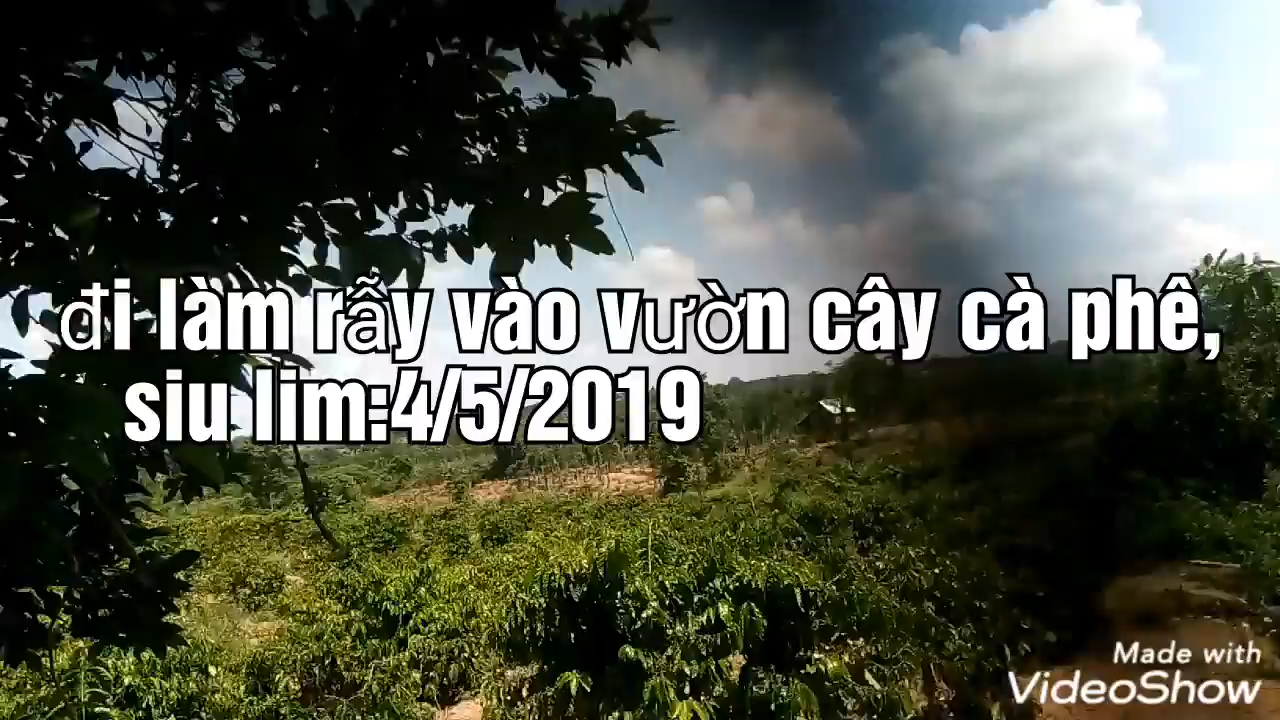 đi làm rẫy vào vườn cây cà phê,
siu lim:4/5/2019
Made with
VideoShow